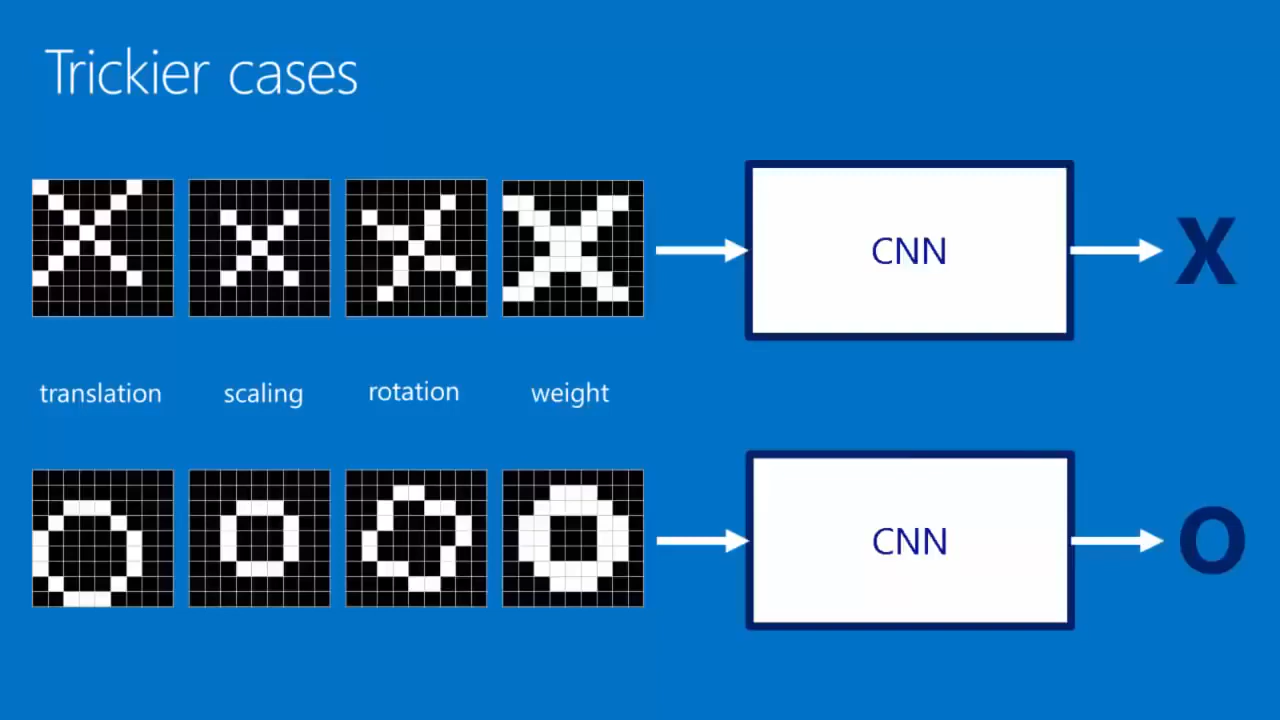 Trickier cases
CNN
X
translation scaling rotation weight
CNN
O